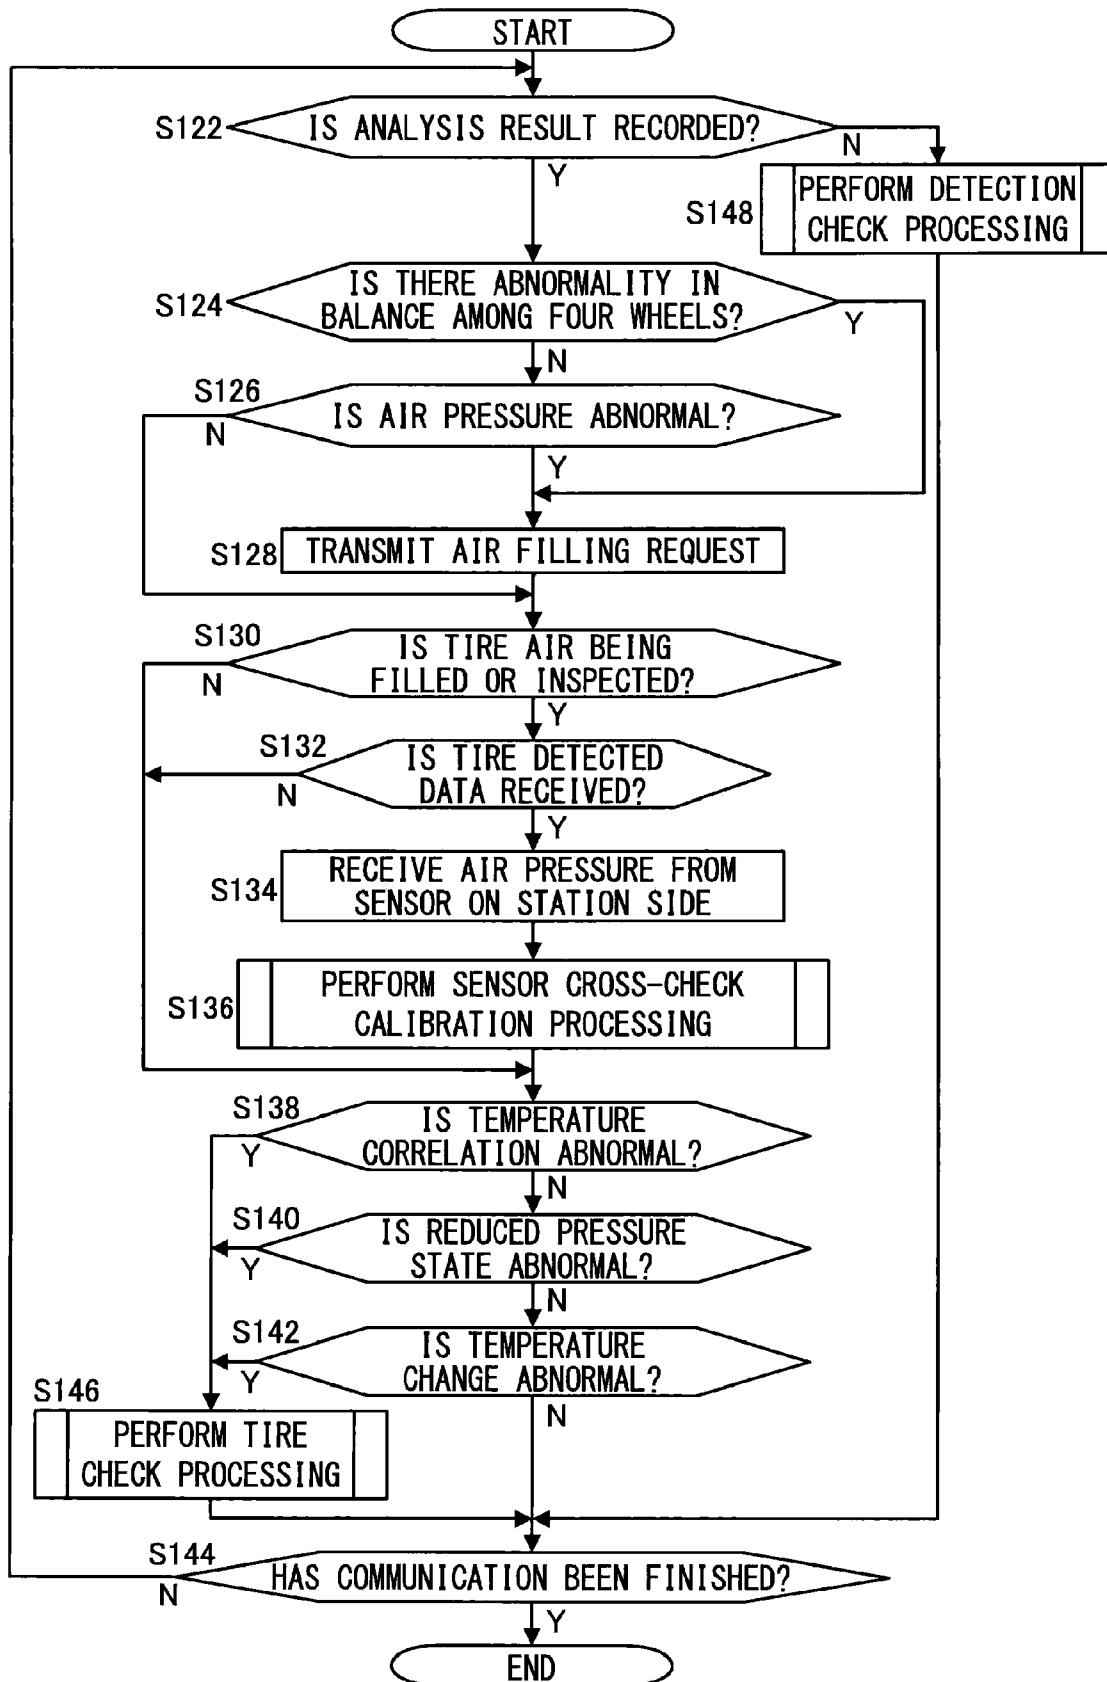 START
S122
IS ANALYSIS RESULT RECORDED?
N
Y
S148
PERFORM DETECTION
CHECK PROCESSING
S124
IS THERE ABNORMALITY IN
BALANCE AMONG FOUR WHEELS?
Y
N
S126
IS AIR PRESSURE ABNORMAL?
N
Y
S128
TRANSMIT AIR FILLING REQUEST
S130
IS TIRE AIR BEING
FILLED OR INSPECTED?
N
Y
S132
IS TIRE DETECTED
DATA RECEIVED?
N
Y
S134
RECEIVE AIR PRESSURE FROM
SENSOR ON STATION SIDE
S136
PERFORM SENSOR CROSS-CHECK
CALIBRATION PROCESSING
S138
IS TEMPERATURE
CORRELATION ABNORMAL?
Y
N
S140
IS REDUCED PRESSURE
STATE ABNORMAL?
Y
N
S142
IS TEMPERATURE
CHANGE ABNORMAL?
Y
N
S146
PERFORM TIRE
CHECK PROCESSING
S144
HAS COMMUNICATION BEEN FINISHED?
N
Y
END